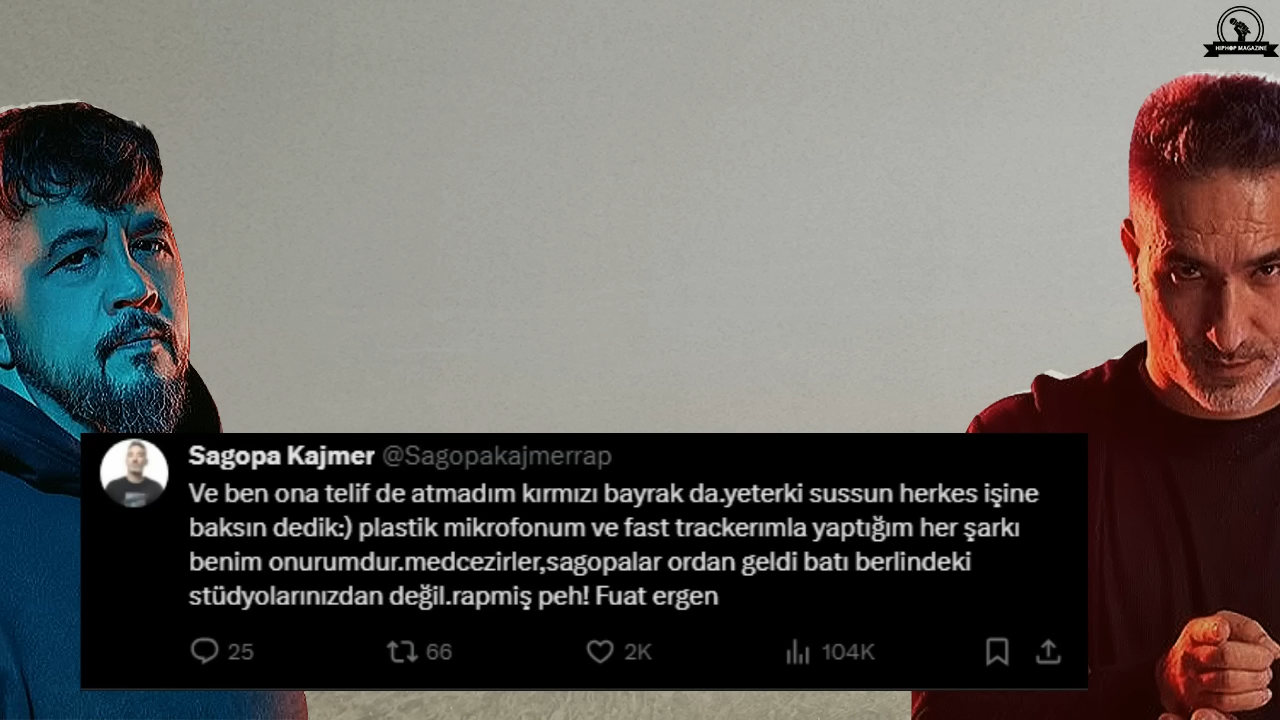 HIPHOP MAGAZINE
Sagopa Kajmer @Sagopakajmerrap
Ve ben ona telif de atmadım kırmızı bayrak da.yeterki sussun herkes işine
baksın dedik:) plastik mikrofonum ve fast trackerımla yaptığım her şarkı
benim onurumdur.medcezirler,sagopalar ordan geldi batı berlindeki
stüdyolarınızdan değil.rapmiş peh! Fuat ergen
25 66 2K 104K